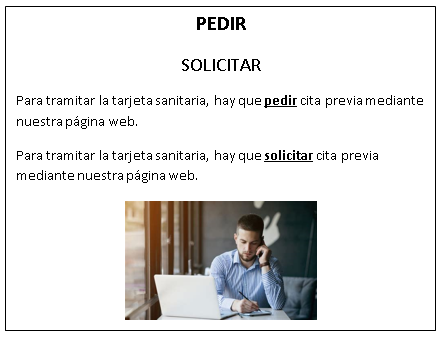 PEDIR
SOLICITAR
Para tramitar la tarjeta sanitaria, hay que pedir cita previa mediante
nuestra página web.
Para tramitar la tarjeta sanitaria, hay que solicitar cita previa
mediante nuestra página web.